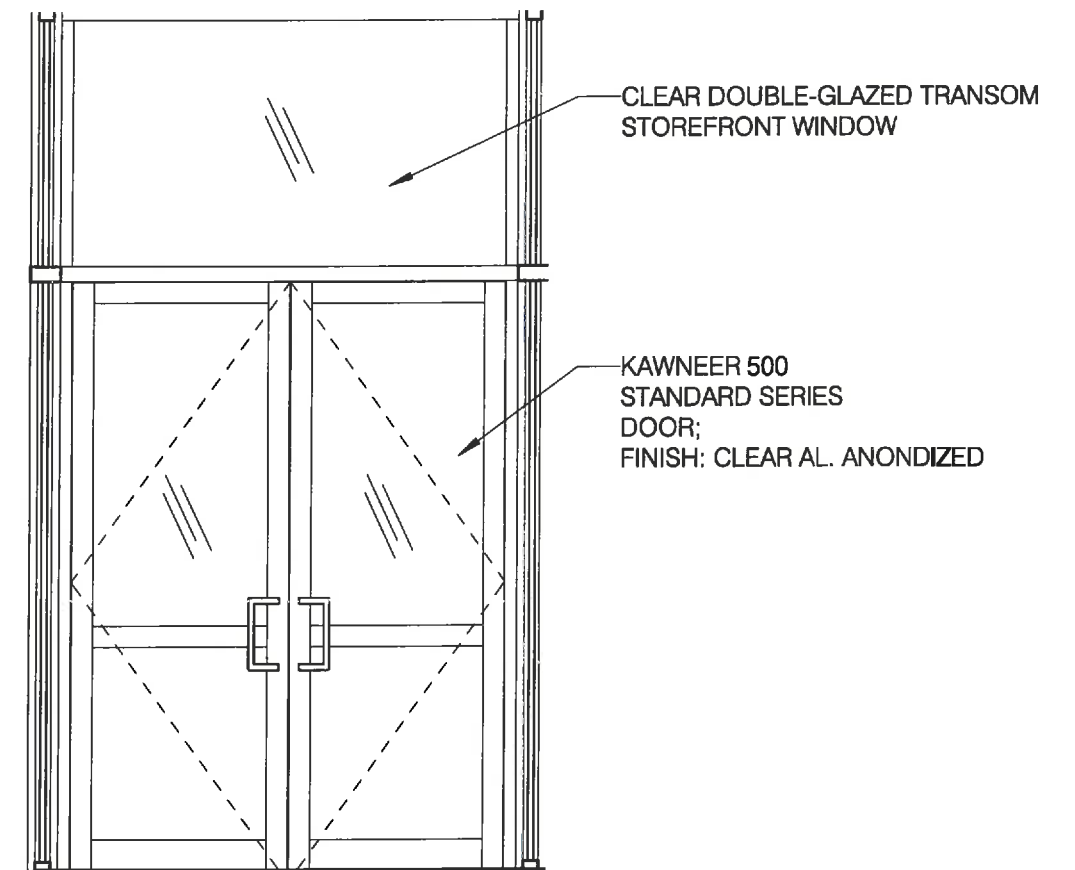 CLEAR DOUBLE-GLAZED TRANSOM
STOREFRONT WINDOW
KAWNEER 500
STANDARD SERIES
DOOR;
FINISH: CLEAR AL. ANONDIZED